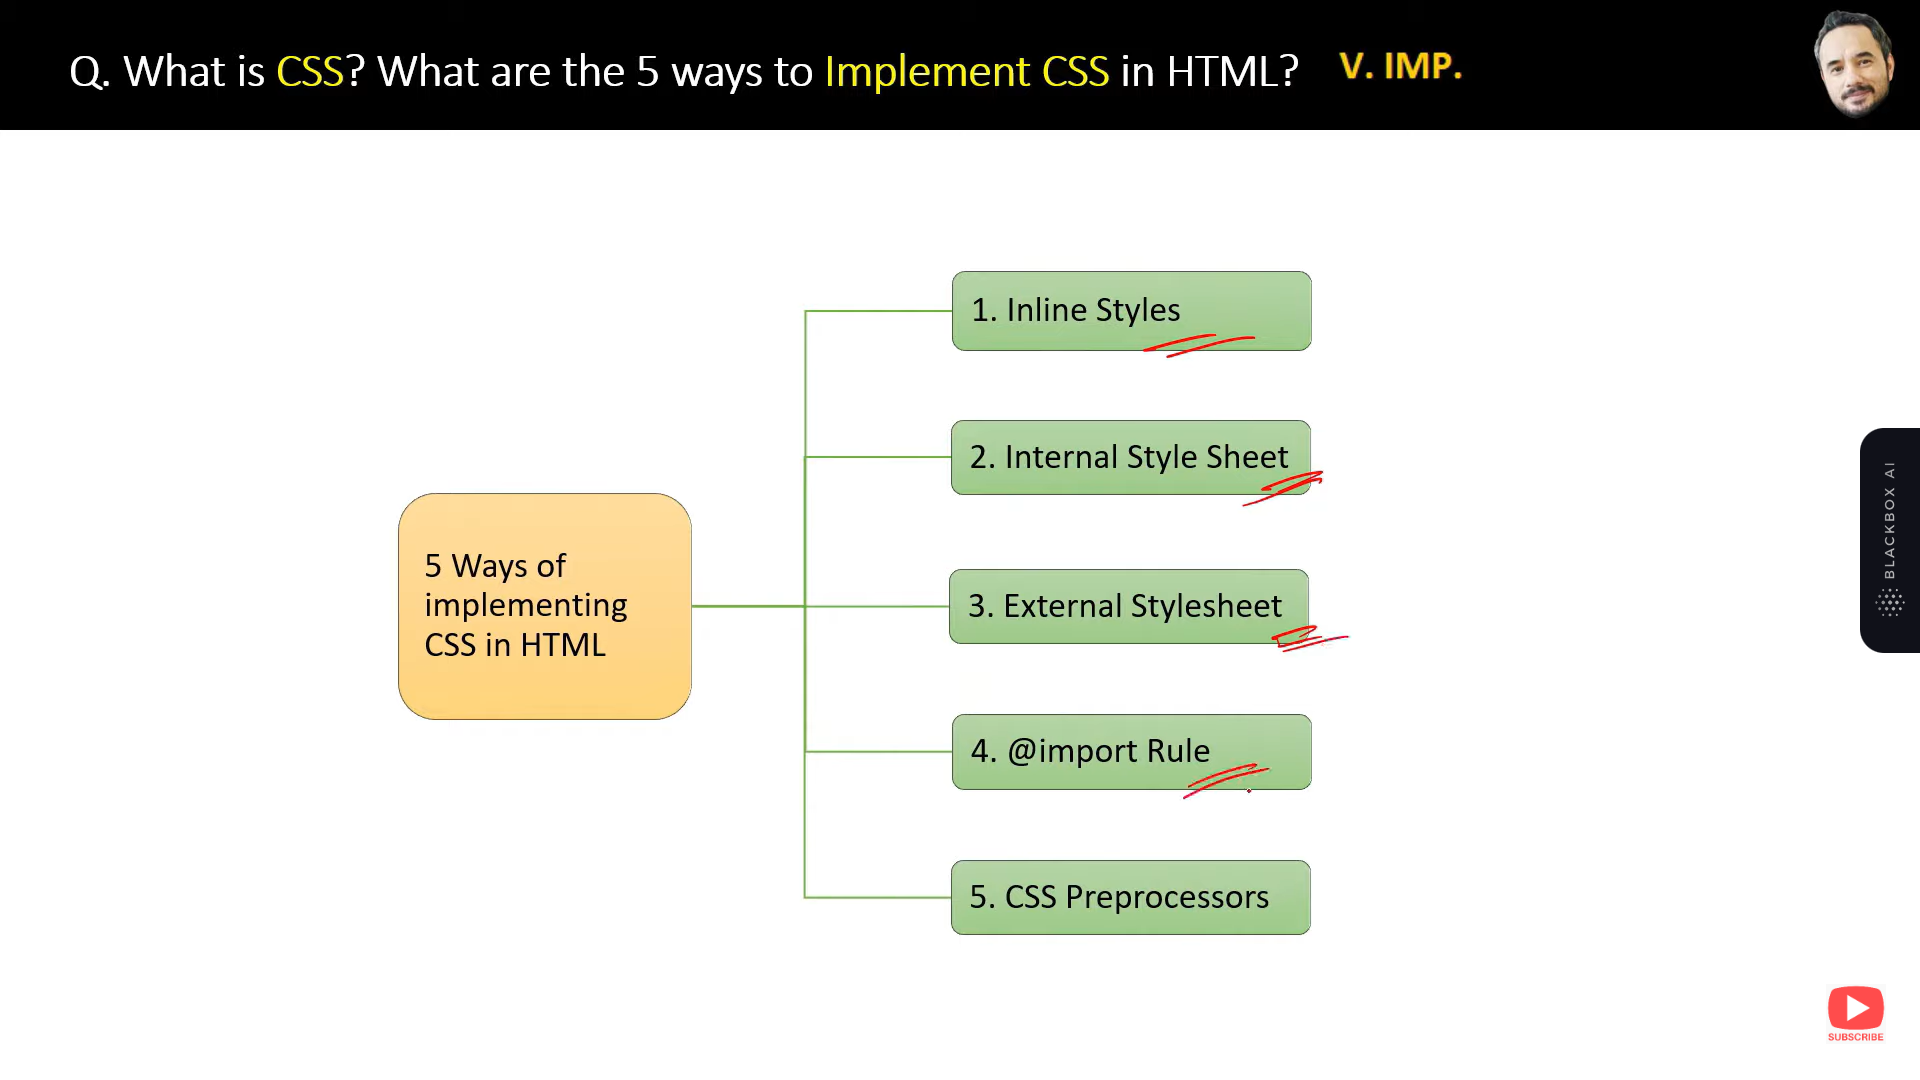 Q. What is CSS? What are the 5 ways to Implement CSS in HTML? V. IMP.
1. Inline Styles
2. Internal Style Sheet
5 Ways of
implementing
CSS in HTML
3. External Stylesheet
4. @import Rule
5. CSS Preprocessors
BLACKBOX AI
SUBSCRIBE